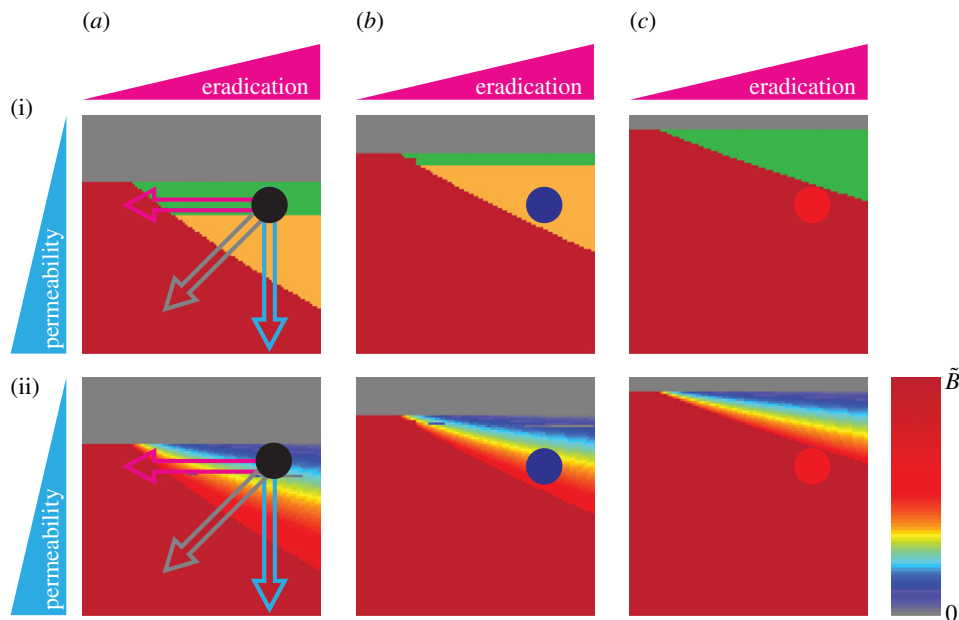 (a)
(b)
(c)
eradication
eradication
eradication
(i)
permeability
(ii)
B̃
permeability
0